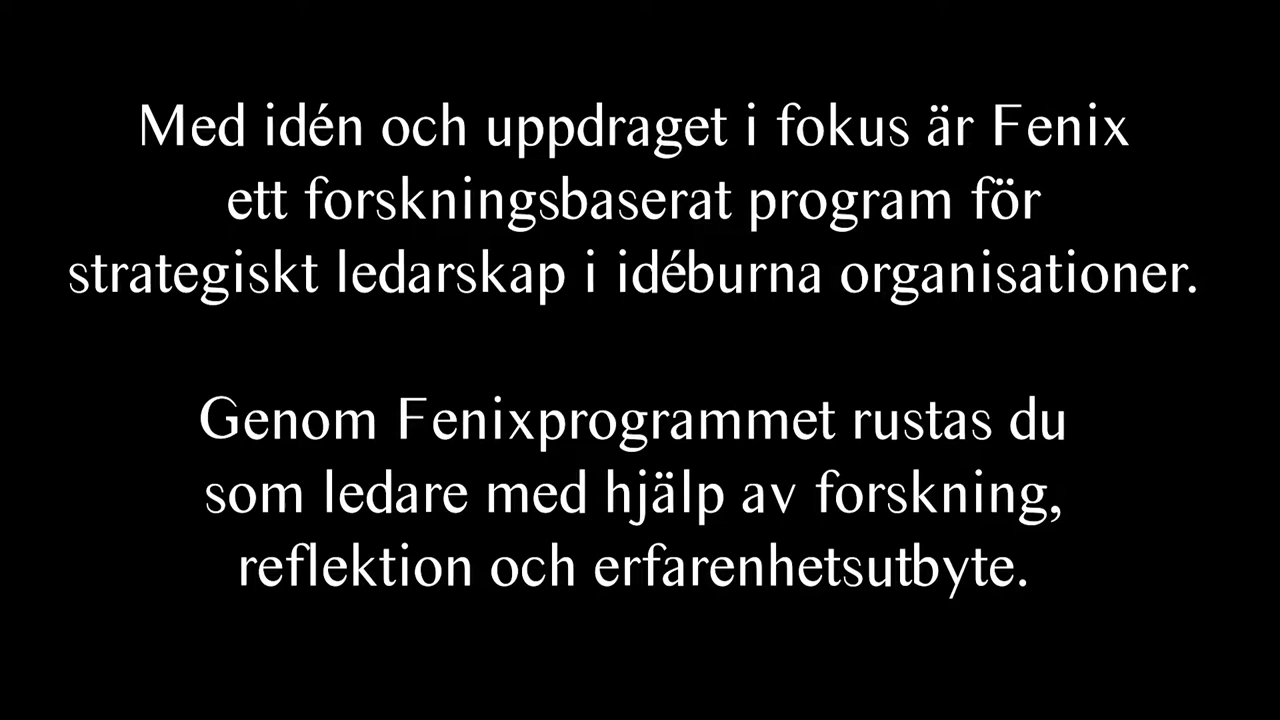 Med idén och uppdraget i fokus är Fenix
ett forskningsbaserat program för
strategiskt ledarskap i idéburna organisationer.
Genom Fenixprogrammet rustas du
som ledare med hjälp av forskning,
reflektion och erfarenhetsutbyte.